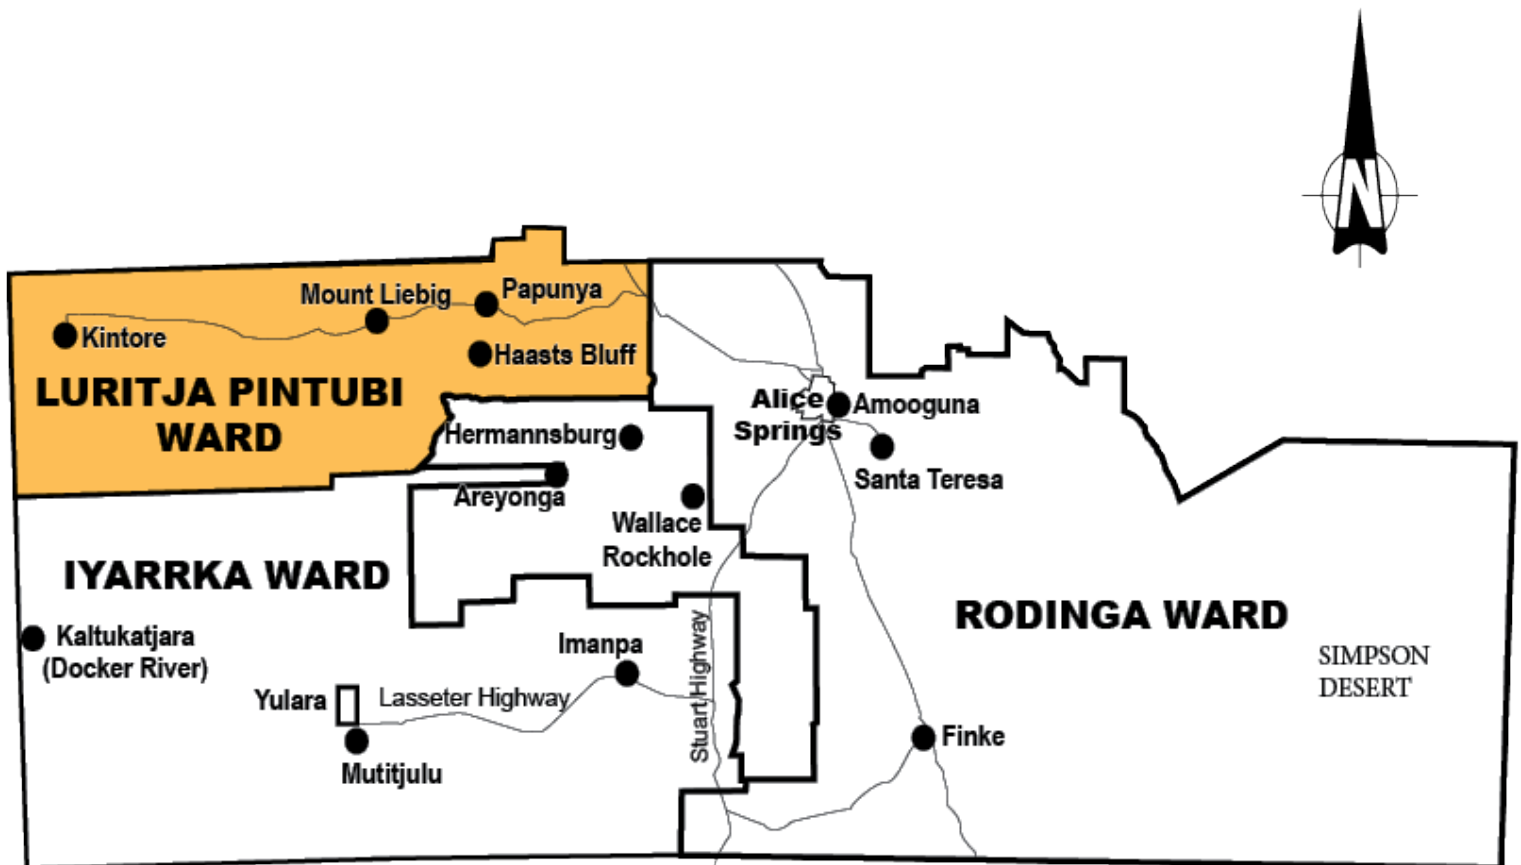 N
Mount Liebig
Papunya
Kintore
Haasts Bluff
LURITJA PINTUBI
WARD
Alice
Springs
Amooguna
Hermannsburg
Santa Teresa
Areyonga
Wallace
Rockhole
IYARRKA WARD
RODINGA WARD
Kaltukatjara
(Docker River)
Imanpa
SIMPSON
DESERT
Yulara
Lasseter Highway
Stuart Highway
Finke
Mutitjulu